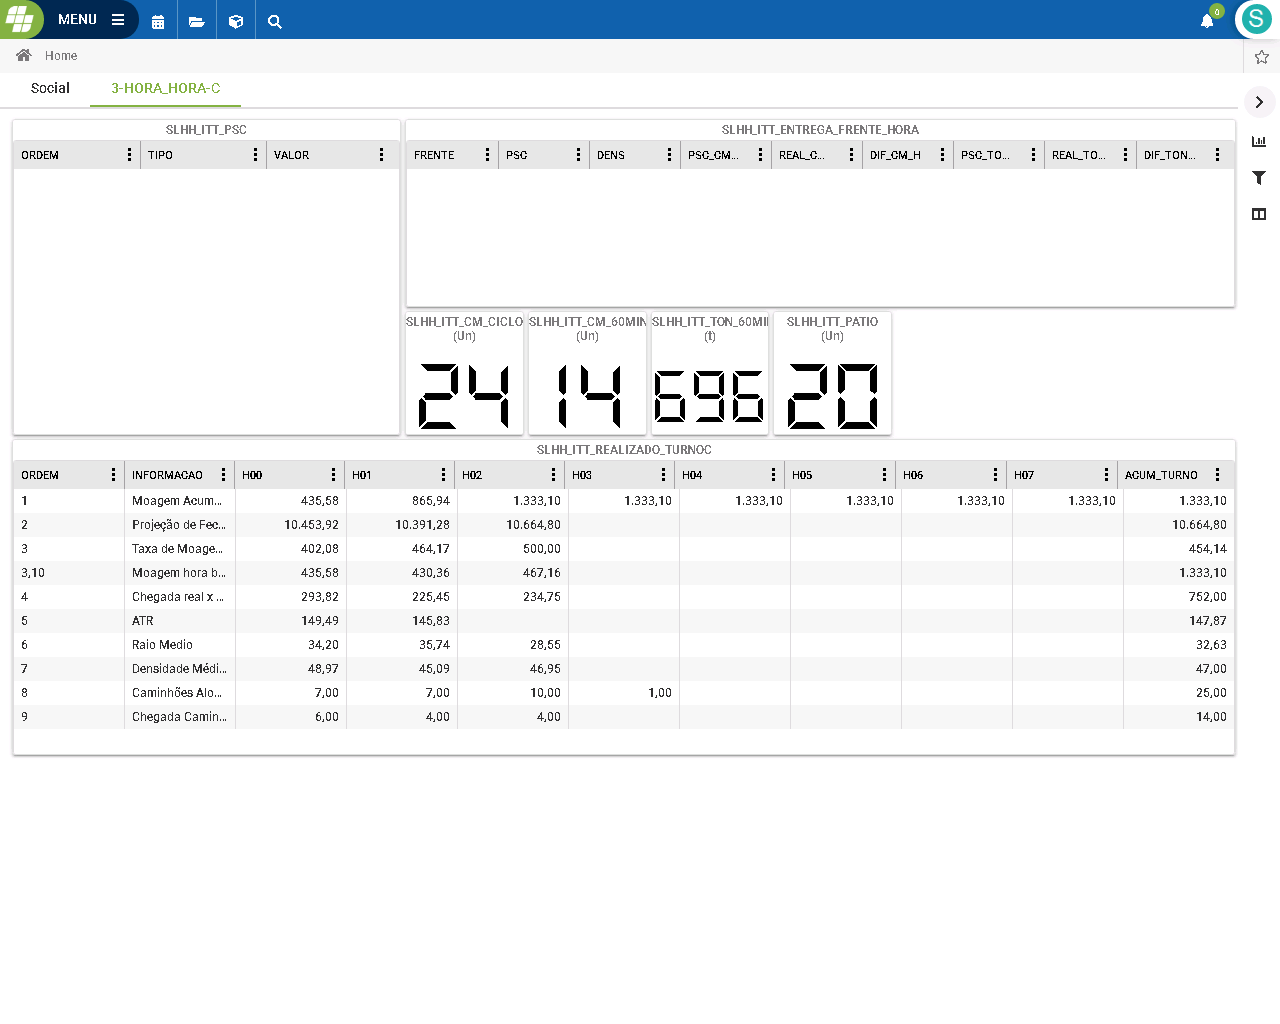 MENU
0
S
Home
Social 3-HORA_HORA-C
SLHH_ITT_PSC
ORDEM TIPO VALOR
SLHH_ITT_ENTREGA_FRENTE_HORA
FRENTE PSC DENS PSC_CM... REAL_C... DIF_CM_H PSC_TO... REAL_TO... DIF_TON...
SLHH_ITT_CM_CICLO
(Un)
24
SLHH_ITT_CM_60MIN
(Un)
14
SLHH_ITT_TON_60MI
(t)
696
SLHH_ITT_PATIO
(Un)
20
SLHH_ITT_REALIZADO_TURNOC
ORDEM INFORMACAO H00 H01 H02 H03 H04 H05 H06 H07 ACUM_TURNO
1 Moagem Acum... 435,58 865,94 1.333,10 1.333,10 1.333,10 1.333,10 1.333,10 1.333,10 1.333,10
2 Projeção de Fec... 10.453,92 10.391,28 10.664,80 10.664,80
3 Taxa de Moage... 402,08 464,17 500,00 454,14
3,10 Moagem hora b... 435,58 430,36 467,16 1.333,10
4 Chegada real x ... 293,82 225,45 234,75 752,00
5 ATR 149,49 145,83 147,87
6 Raio Medio 34,20 35,74 28,55 32,63
7 Densidade Médi... 48,97 45,09 46,95 47,00
8 Caminhões Alo... 7,00 7,00 10,00 1,00 25,00
9 Chegada Camin... 6,00 4,00 4,00 14,00